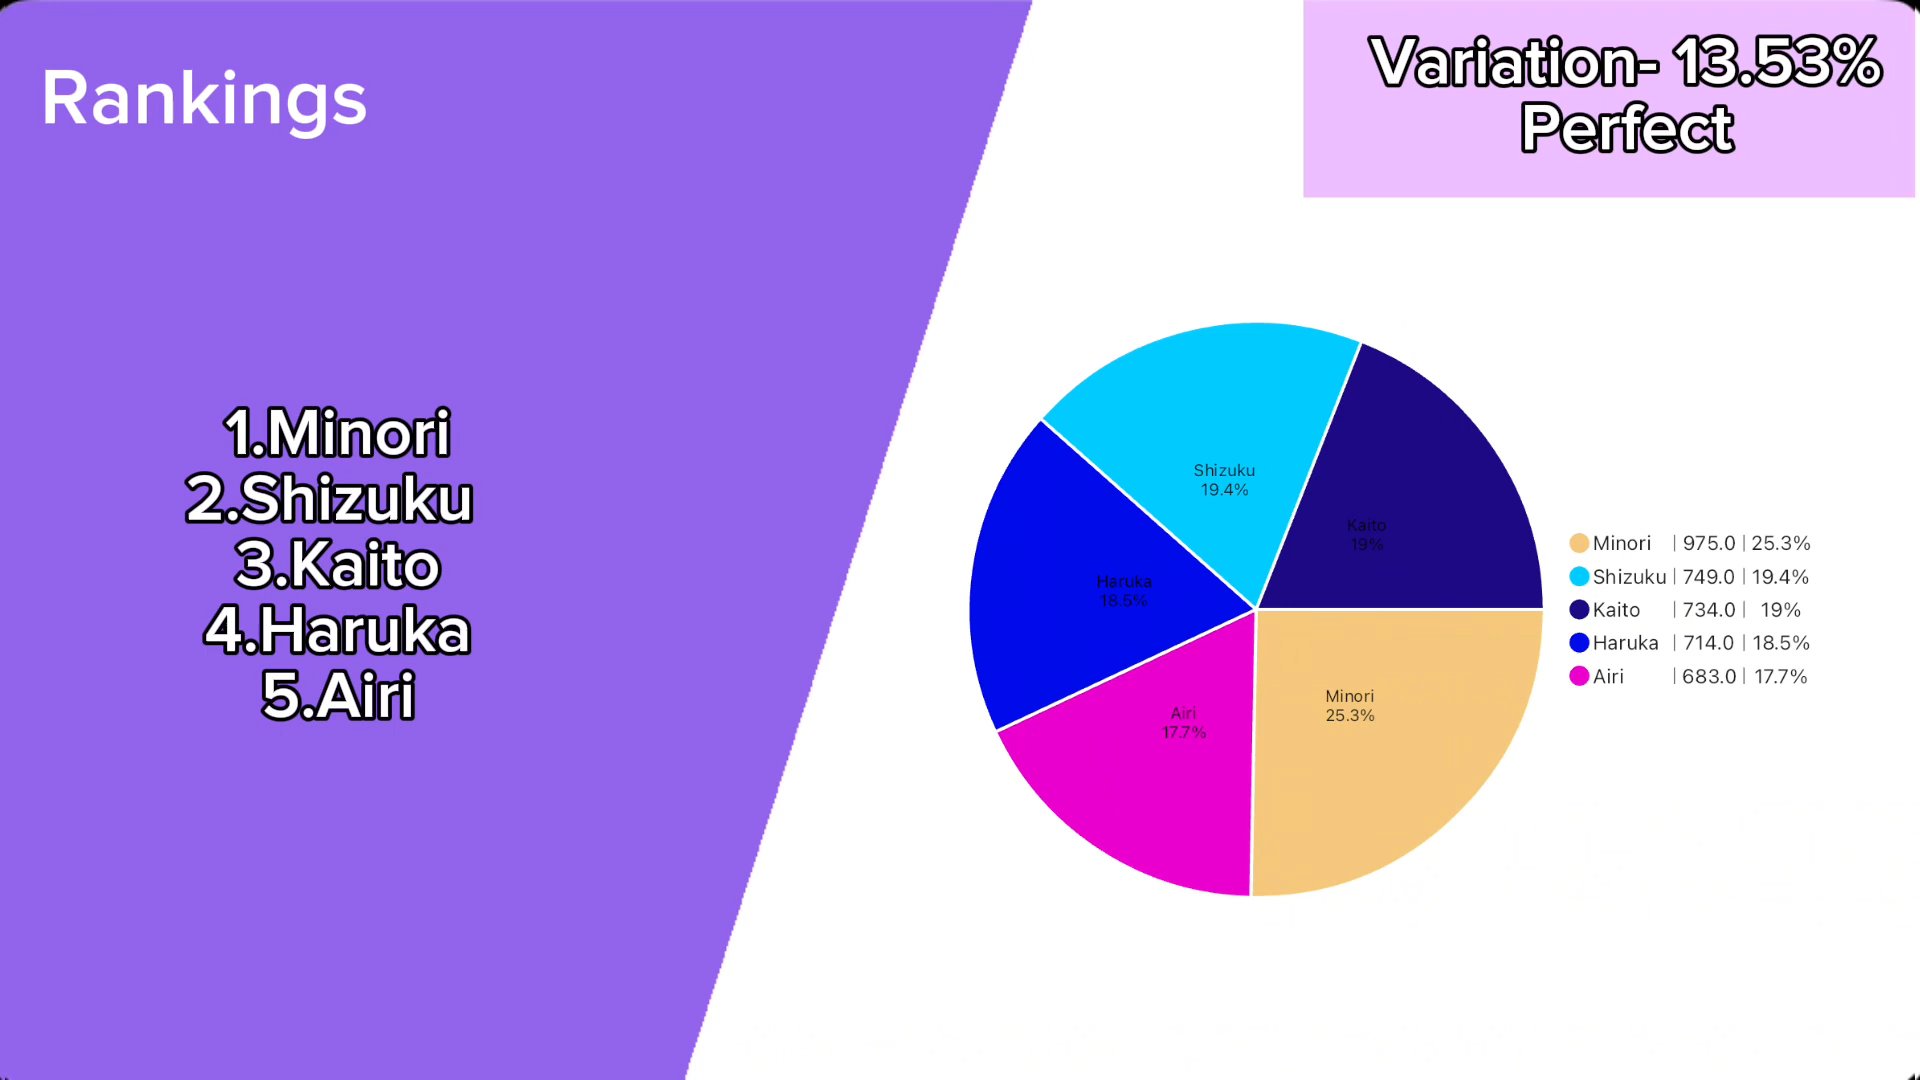 Rankings
Variation- 13.53%
Perfect
1.Minori
2.Shizuku
3.Kaito
4.Haruka
5.Airi
Shizuku
19.4%
Kaito
19%
Haruka
18.5%
Airi
17.7%
Minori
25.3%
Minori | 975.0 | 25.3%
Shizuku | 749.0 | 19.4%
Kaito | 734.0 | 19%
Haruka | 714.0 | 18.5%
Airi | 683.0 | 17.7%